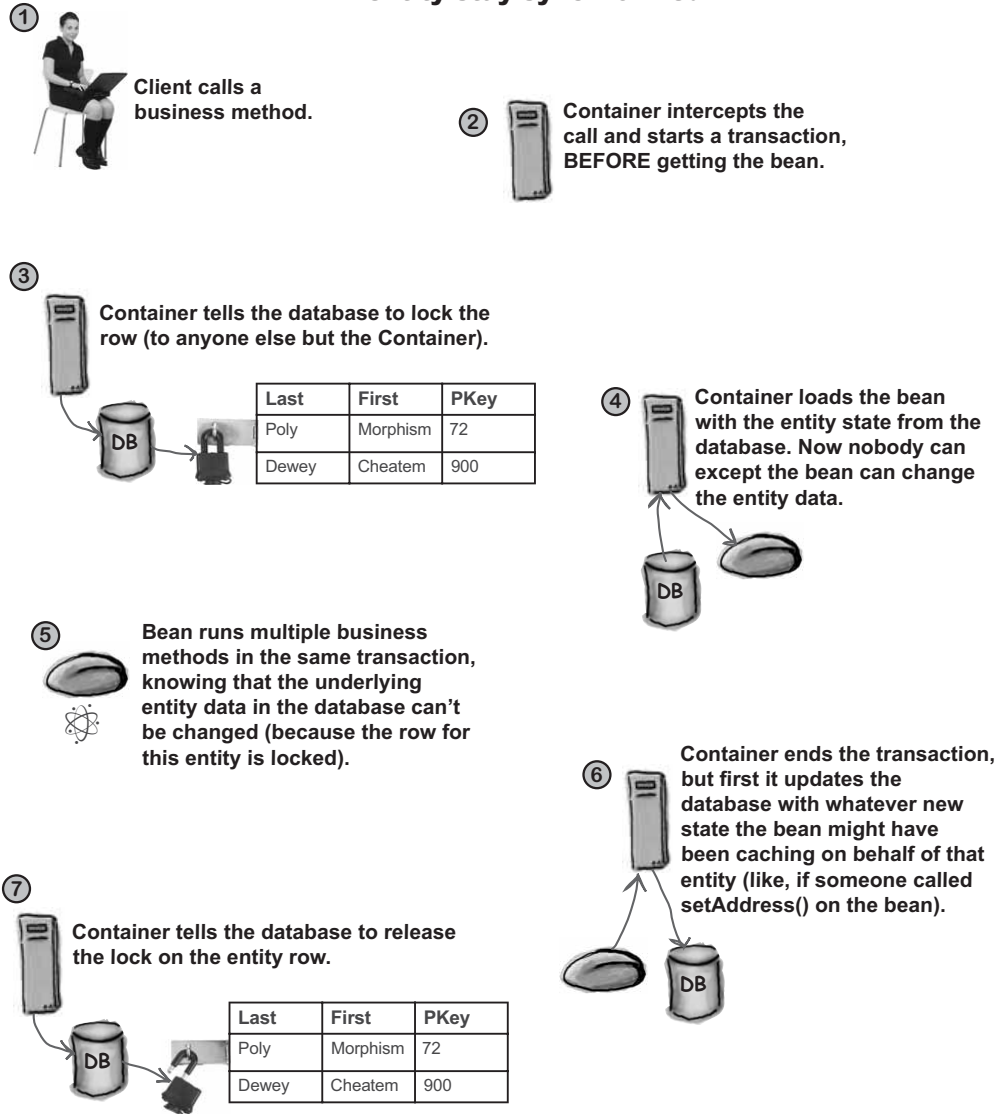 1
Client calls a
business method.
2
Container intercepts the
call and starts a transaction,
BEFORE getting the bean.
3
Container tells the database to lock the
row (to anyone else but the Container).
DB
Last First PKey
Poly Morphism 72
Dewey Cheatem 900
4
Container loads the bean
with the entity state from the
database. Now nobody can
except the bean can change
the entity data.
DB
5
Bean runs multiple business
methods in the same transaction,
knowing that the underlying
entity data in the database can't
be changed (because the row for
this entity is locked).
6
Container ends the transaction,
but first it updates the
database with whatever new
state the bean might have
been caching on behalf of that
entity (like, if someone called
setAddress() on the bean).
DB
7
Container tells the database to release
the lock on the entity row.
DB
Last First PKey
Poly Morphism 72
Dewey Cheatem 900